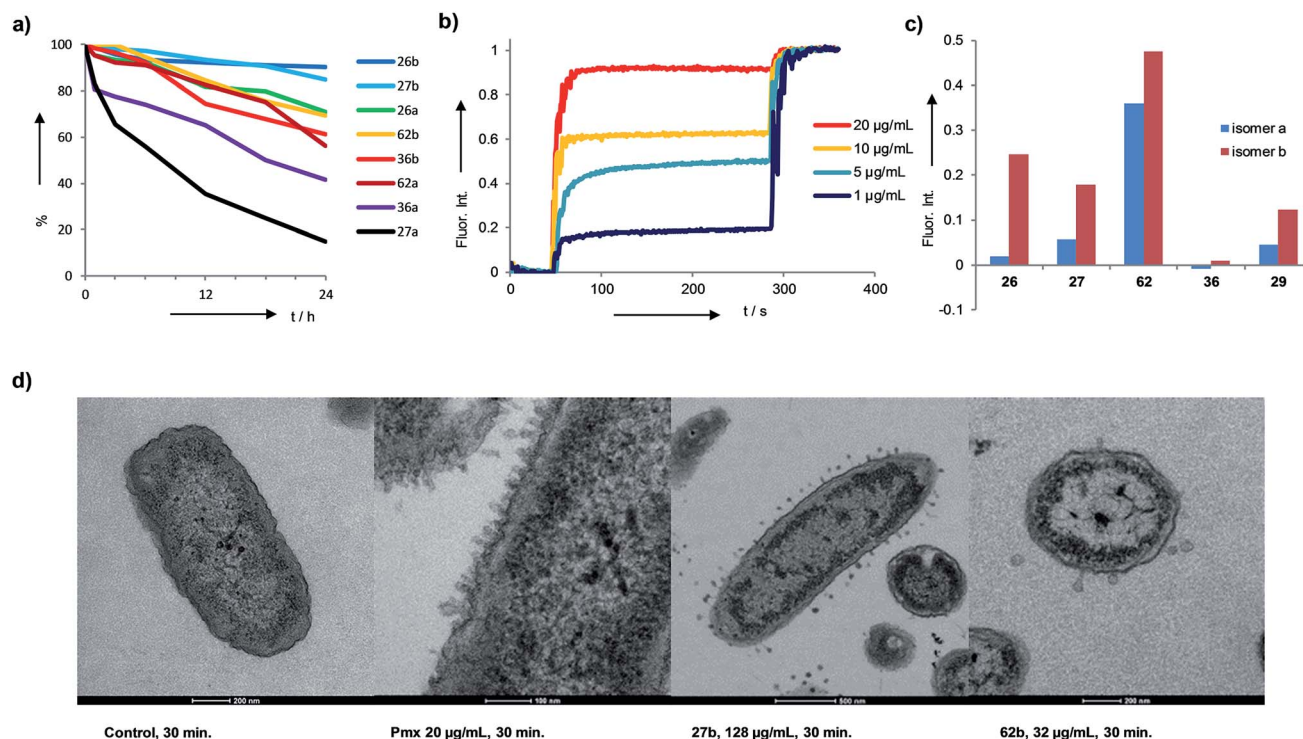 a)
100
80
60
40
20
0
%
0
12
24
t / h
26b
27b
26a
62b
36b
62a
36a
27a
b)
1
0.8
0.6
0.4
0.2
0
Fluor. Int.
0
100
200
300
400
t / s
20 µg/mL
10 µg/mL
5 µg/mL
1 µg/mL
c)
0.5
0.4
0.3
0.2
0.1
0
-0.1
Fluor. Int.
26
27
62
36
29
isomer a
isomer b
d)
200 nm
100 nm
500 nm
200 nm
Control, 30 min.
Pmx 20 µg/mL, 30 min.
27b, 128 µg/mL, 30 min.
62b, 32 µg/mL, 30 min.